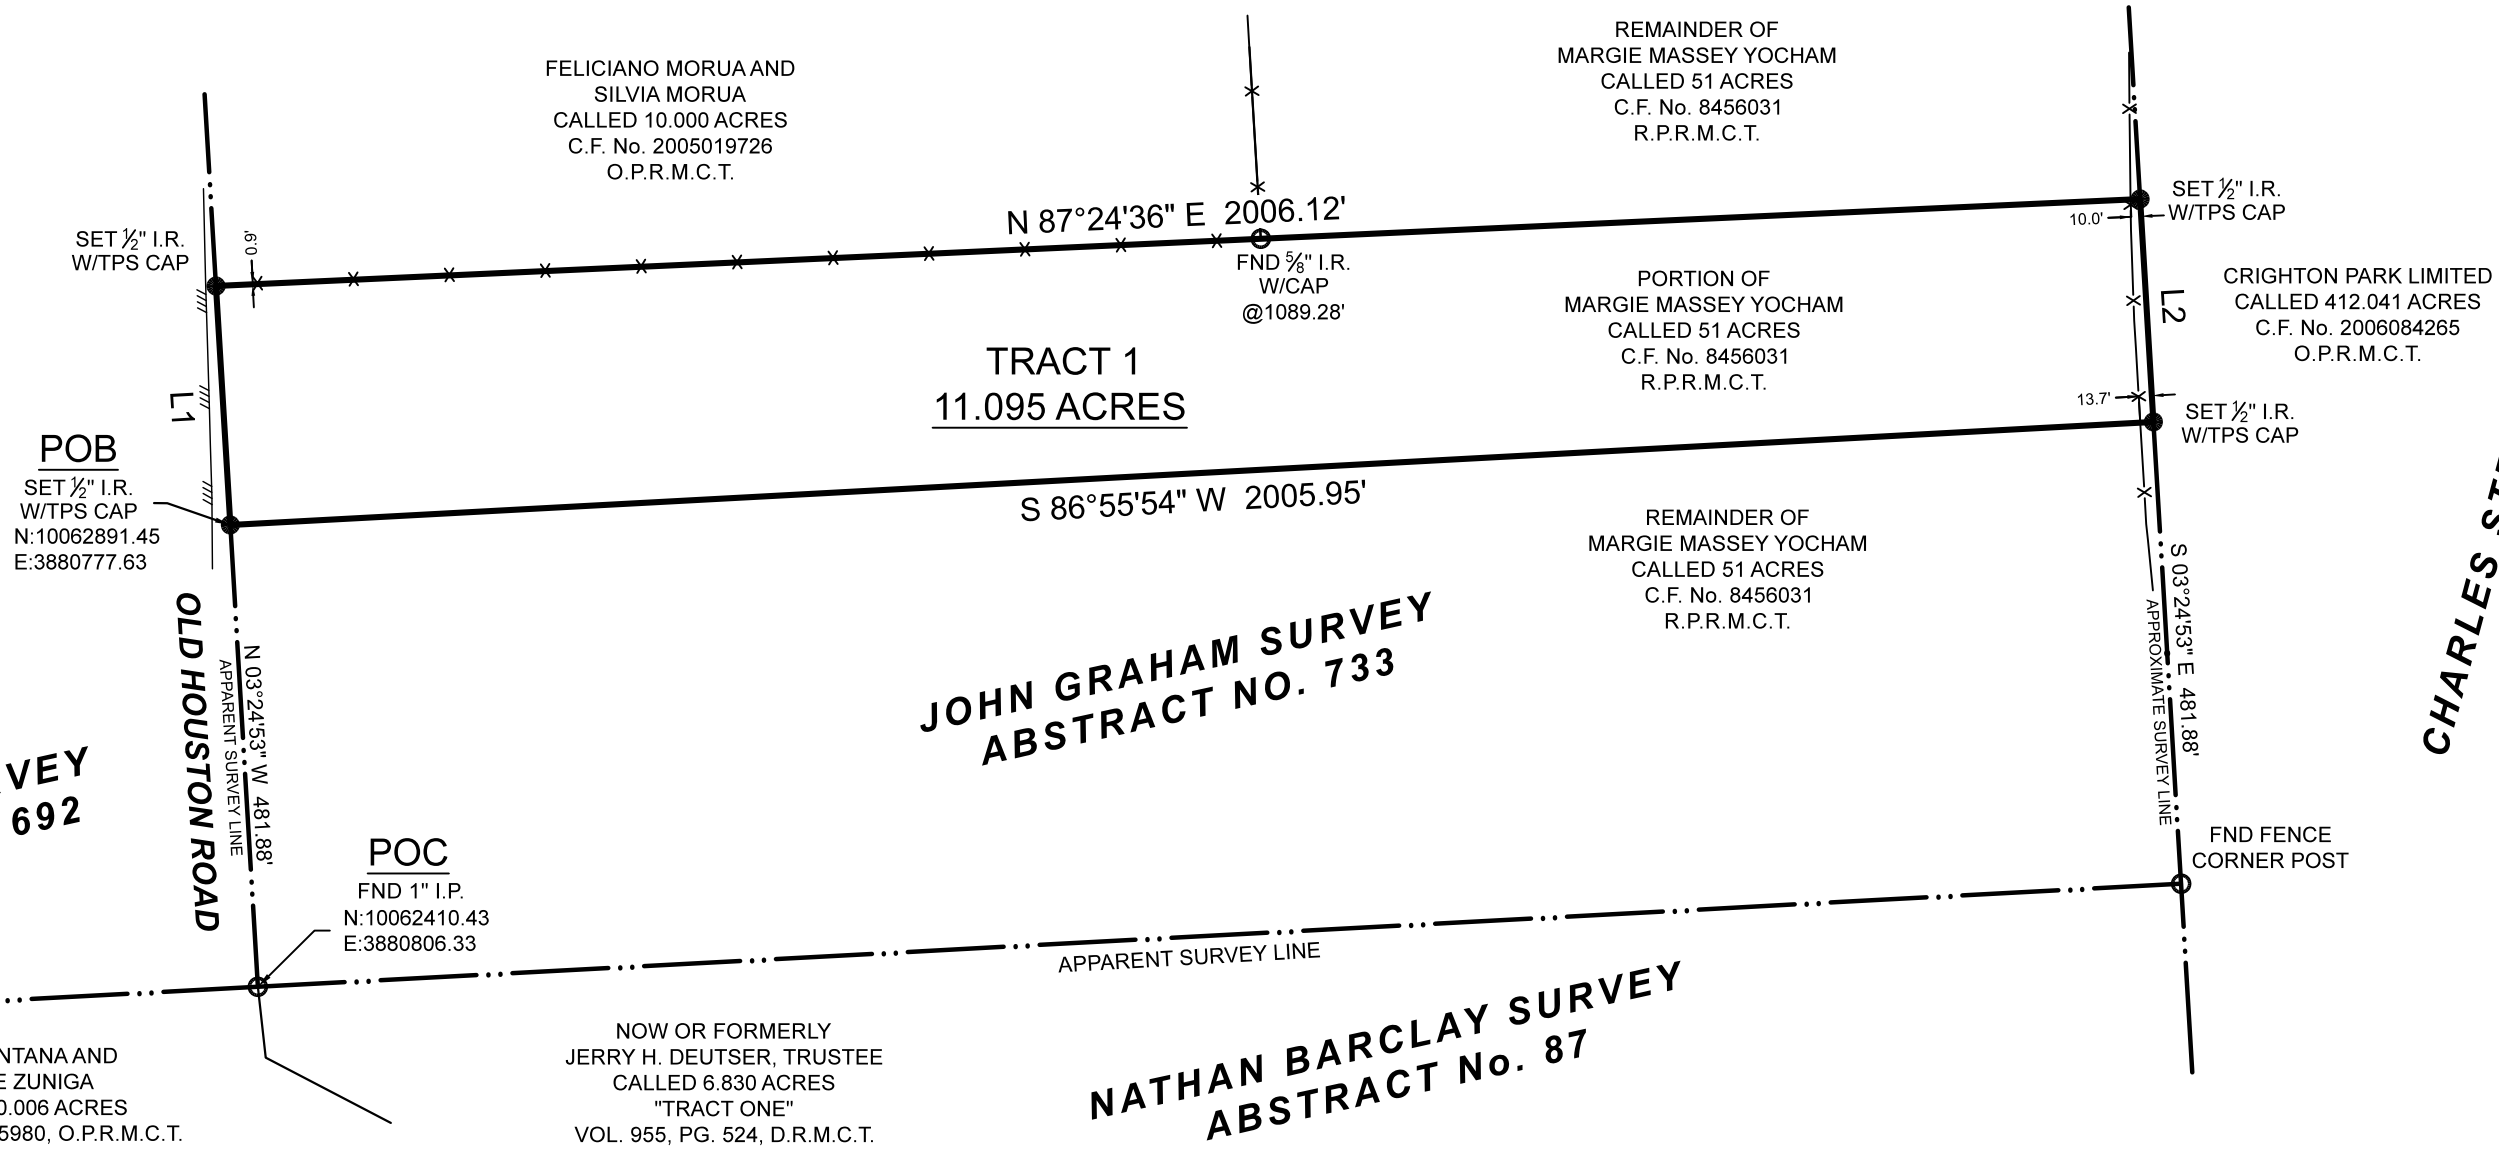 FELICIANO MORUA AND
SILVIA MORUA
CALLED 10.000 ACRES
C.F. No. 2005019726
O.P.R.M.C.T.
REMAINDER OF
MARGIE MASSEY YOCHAM
CALLED 51 ACRES
C.F. No. 8456031
R.P.R.M.C.T.
SET 1/2" I.R.
W/TPS CAP
0.9'
N 87°24'36" E 2006.12'
FND 5/8" I.R.
W/CAP
@1089.28'
10.0'
SET 1/2" I.R.
W/TPS CAP
L2
CRIGHTON PARK LIMITED
CALLED 412.041 ACRES
C.F. No. 2006084265
O.P.R.M.C.T.
PORTION OF
MARGIE MASSEY YOCHAM
CALLED 51 ACRES
C.F. No. 8456031
R.P.R.M.C.T.
TRACT 1
11.095 ACRES
L1
13.7'
SET 1/2" I.R.
W/TPS CAP
POB
SET 1/2" I.R.
W/TPS CAP
N:10062891.45
E:3880777.63
S 86°55'54" W 2005.95'
REMAINDER OF
MARGIE MASSEY YOCHAM
CALLED 51 ACRES
C.F. No. 8456031
R.P.R.M.C.T.
OLD HOUSTON ROAD
APPARENT SURVEY LINE
N 03°24'53" W 481.88'
JOHN GRAHAM SURVEY
ABSTRACT NO. 733
S 03°24'53" E 481.88'
APPROXIMATE SURVEY LINE
CHARLES
VEY
692
POC
FND 1" I.P.
N:10062410.43
E:3880806.33
FND FENCE
CORNER POST
APPARENT SURVEY LINE
NATHAN BARCLAY SURVEY
ABSTRACT No. 87
NTANA AND
E ZUNIGA
0.006 ACRES
5980, O.P.R.M.C.T.
NOW OR FORMERLY
JERRY H. DEUTSER, TRUSTEE
CALLED 6.830 ACRES
"TRACT ONE"
VOL. 955, PG. 524, D.R.M.C.T.